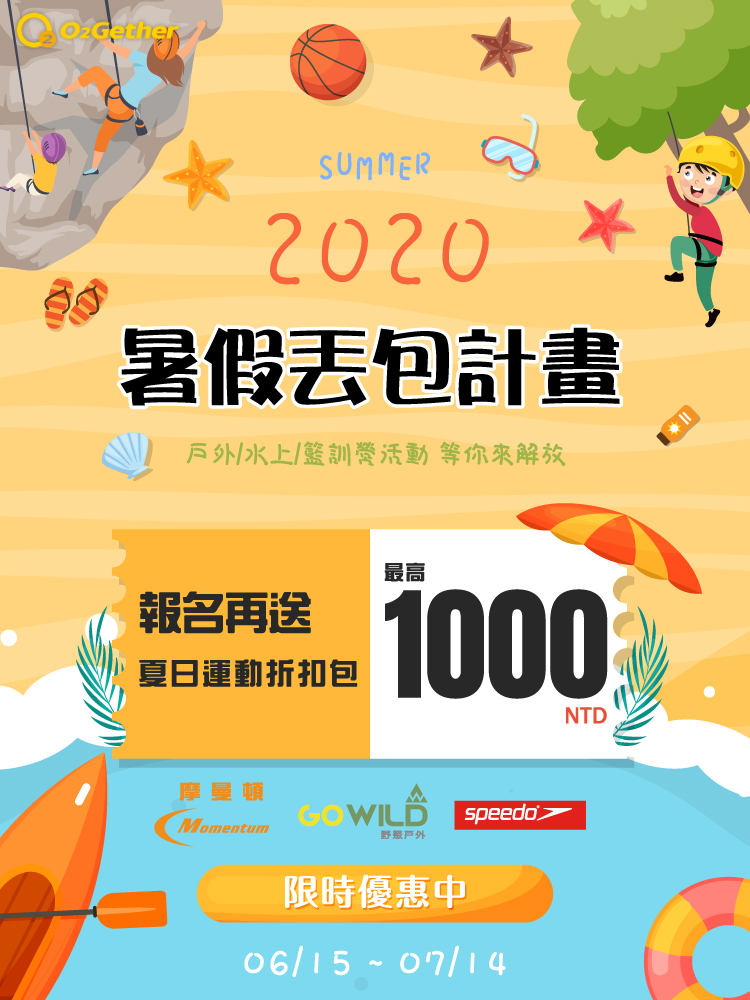 O2Gether
SUMMER
2020
暑假丟包計畫
戶外/水上/籃訓營活動 等你來解放
報名再送
夏日運動折扣包
最高
1000
NTD
摩曼頓
Momentum
GOWILD
野最戶外
speedo
限時優惠中
06/15 ~ 07/14